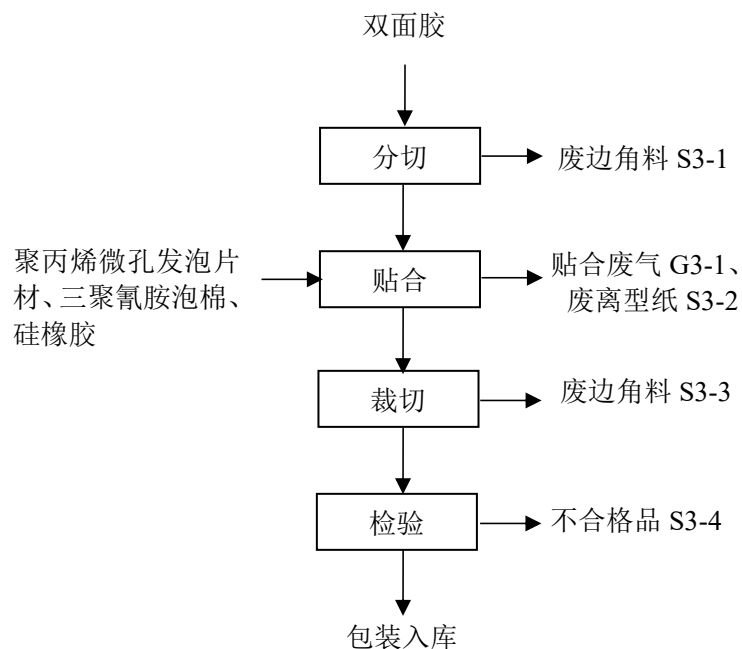 双面胶
分切
废边角料 S3-1
聚丙烯微孔发泡片
材、三聚氰胺泡棉、
硅橡胶
贴合
贴合废气 G3-1、
废离型纸 S3-2
裁切
废边角料 S3-3
检验
不合格品 S3-4
包装入库